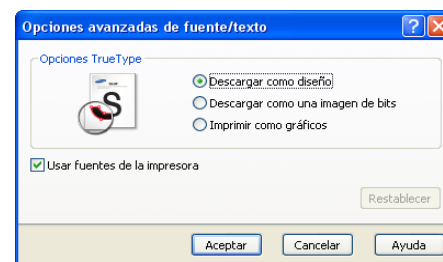 Opciones avanzadas de fuente/texto
Opciones TrueType
S
Descargar como diseño
Descargar como una imagen de bits
Imprimir como gráficos
Usar fuentes de la impresora
Restablecer
Aceptar
Cancelar
Ayuda